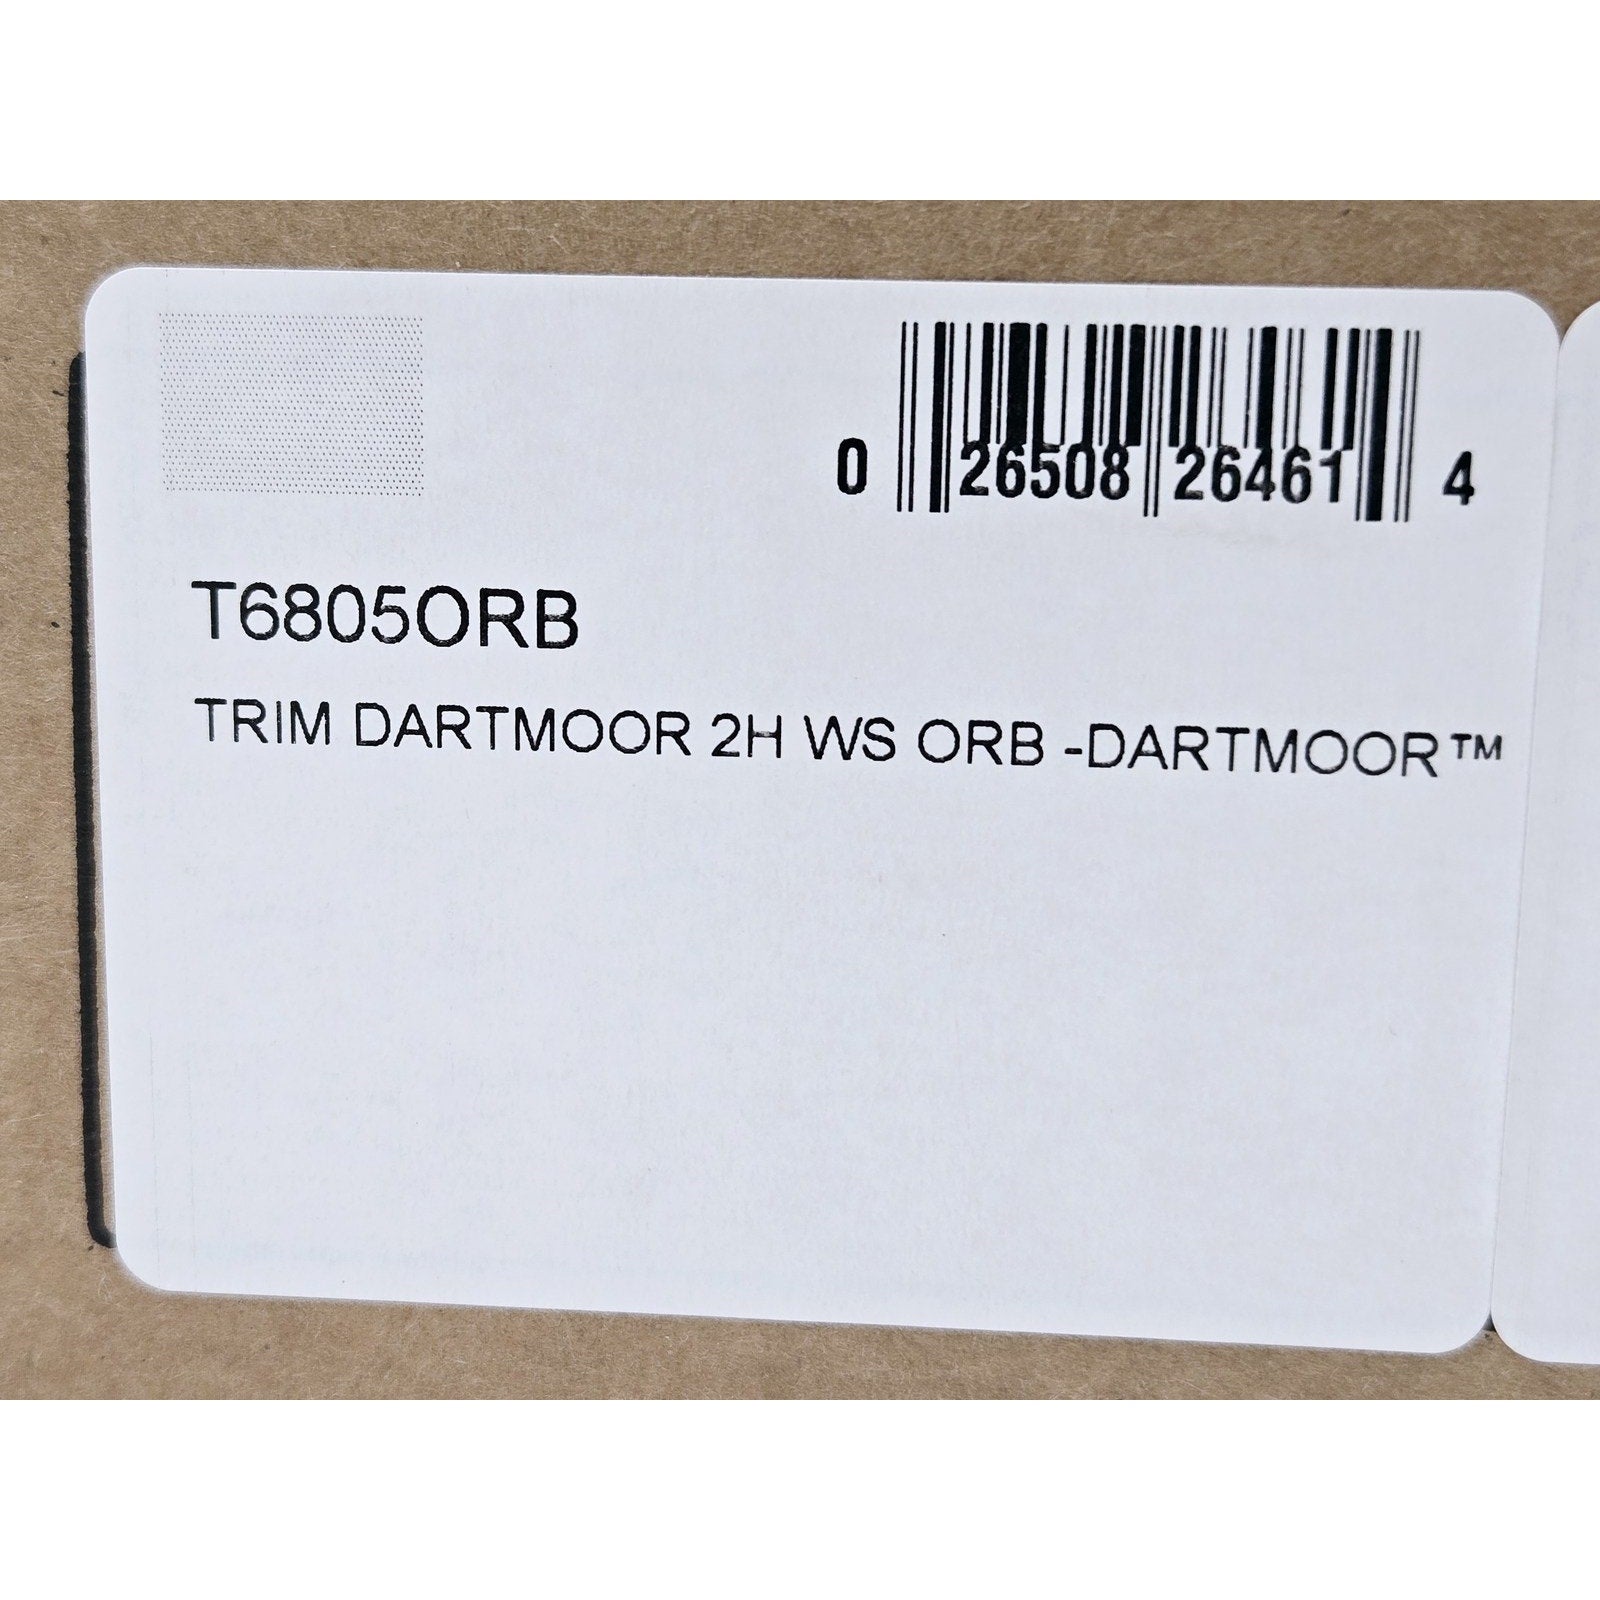 0 26508 26461 4
T6805ORB
TRIM DARTMOOR 2H WS ORB -DARTMOOR™